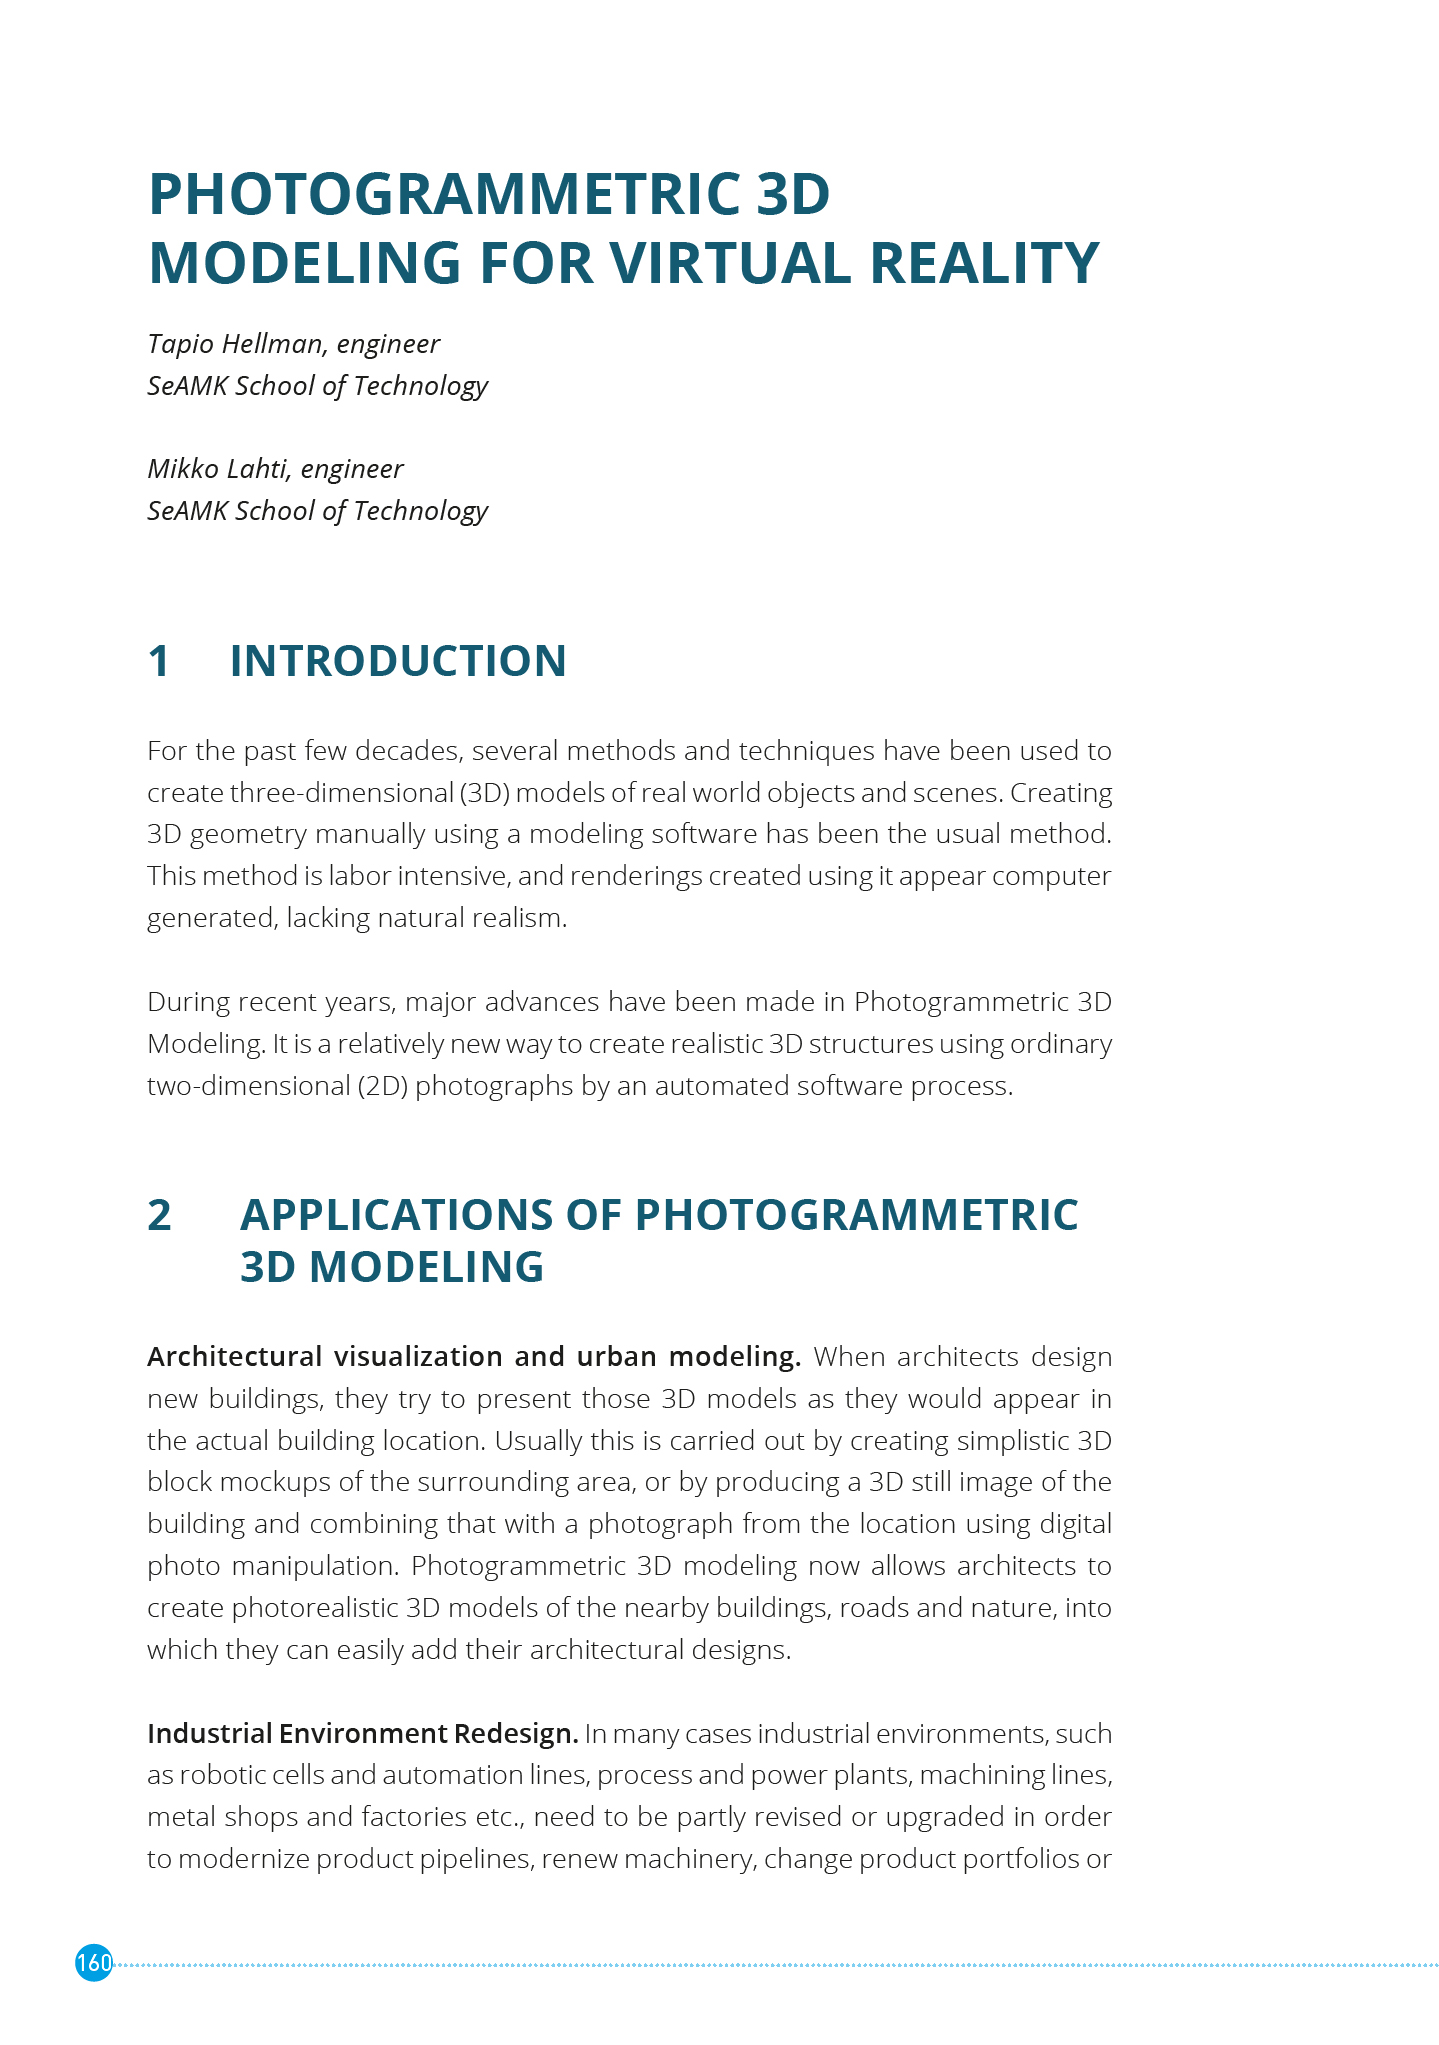 PHOTOGRAMMETRIC 3D
MODELING FOR VIRTUAL REALITY
Tapio Hellman, engineer
SeAMK School of Technology
Mikko Lahti, engineer
SeAMK School of Technology
1 INTRODUCTION
For the past few decades, several methods and techniques have been used to
create three-dimensional (3D) models of real world objects and scenes. Creating
3D geometry manually using a modeling software has been the usual method.
This method is labor intensive, and renderings created using it appear computer
generated, lacking natural realism.
During recent years, major advances have been made in Photogrammetric 3D
Modeling. It is a relatively new way to create realistic 3D structures using ordinary
two-dimensional (2D) photographs by an automated software process.
2 APPLICATIONS OF PHOTOGRAMMETRIC
3D MODELING
Architectural visualization and urban modeling. When architects design
new buildings, they try to present those 3D models as they would appear in
the actual building location. Usually this is carried out by creating simplistic 3D
block mockups of the surrounding area, or by producing a 3D still image of the
building and combining that with a photograph from the location using digital
photo manipulation. Photogrammetric 3D modeling now allows architects to
create photorealistic 3D models of the nearby buildings, roads and nature, into
which they can easily add their architectural designs.
Industrial Environment Redesign. In many cases industrial environments, such
as robotic cells and automation lines, process and power plants, machining lines,
metal shops and factories etc., need to be partly revised or upgraded in order
to modernize product pipelines, renew machinery, change product portfolios or
160